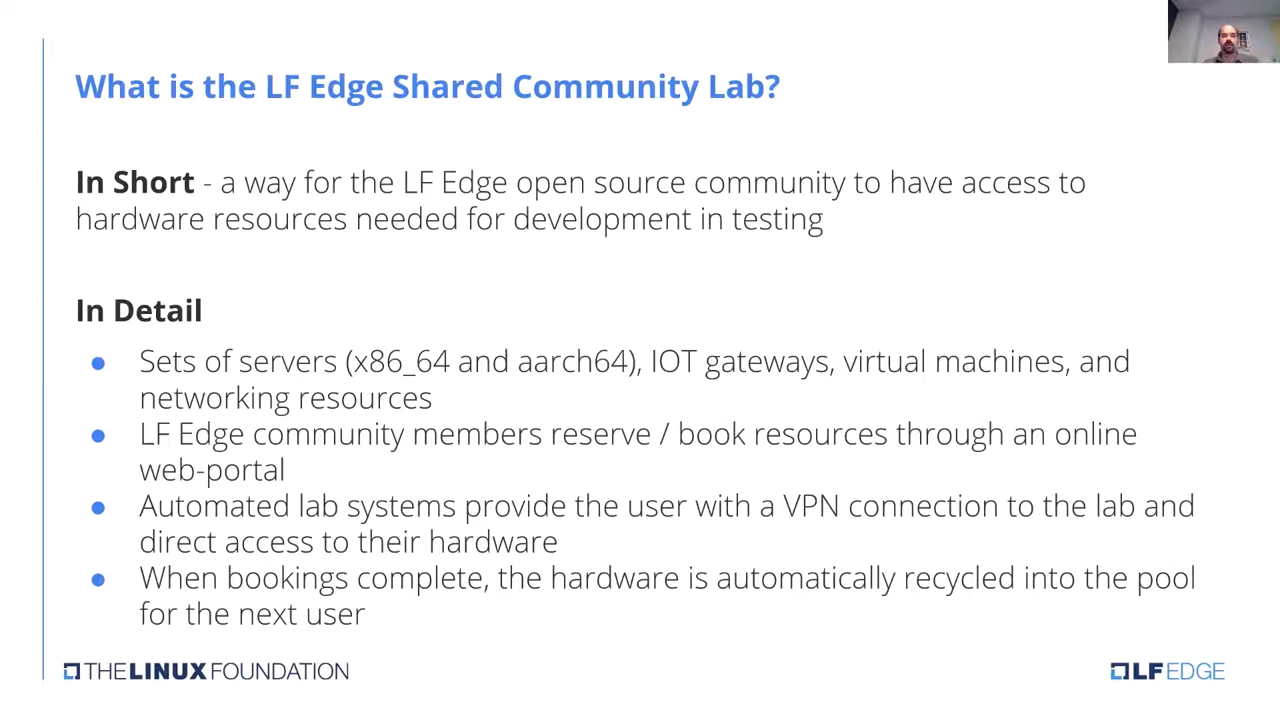 What is the LF Edge Shared Community Lab?
In Short - a way for the LF Edge open source community to have access to
hardware resources needed for development in testing
In Detail
● Sets of servers (x86_64 and aarch64), IOT gateways, virtual machines, and
networking resources
● LF Edge community members reserve / book resources through an online
web-portal
● Automated lab systems provide the user with a VPN connection to the lab and
direct access to their hardware
● When bookings complete, the hardware is automatically recycled into the pool
for the next user
THE LINUX FOUNDATION
LF EDGE